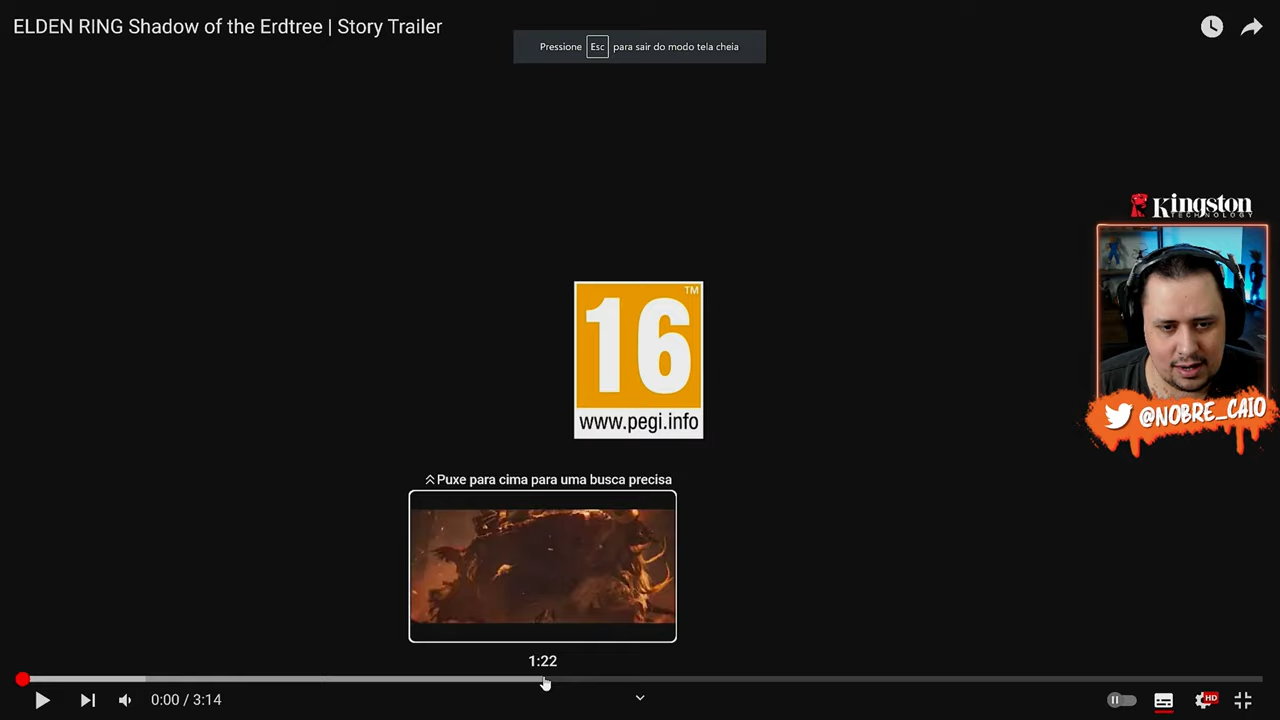 ELDEN RING Shadow of the Erdtree | Story Trailer
Pressione Esc para sair do modo tela cheia
Kingston
TECHNOLOGY
16
TM
www.pegi.info
@NOBRE_CAIO
Puxe para cima para uma busca precisa
1:22
0:00 / 3:14
HD